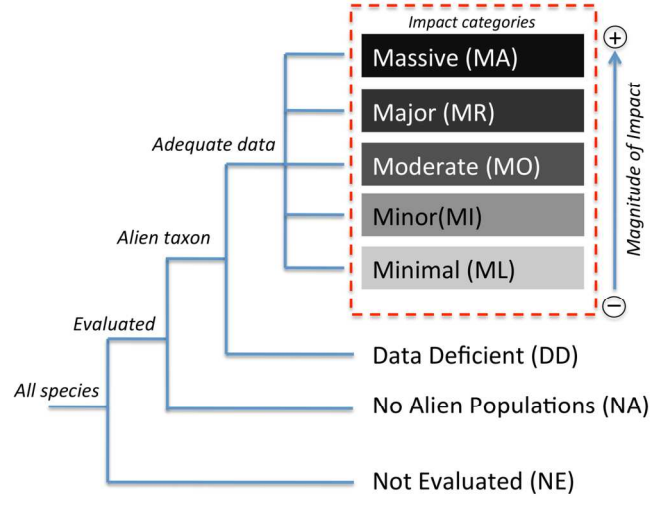 Impact categories
Massive (MA)
Major (MR)
Adequate data
Moderate (MO)
Minor(MI)
Alien taxon
Minimal (ML)
Magnitude of Impact
+
−
Evaluated
Data Deficient (DD)
All species
No Alien Populations (NA)
Not Evaluated (NE)